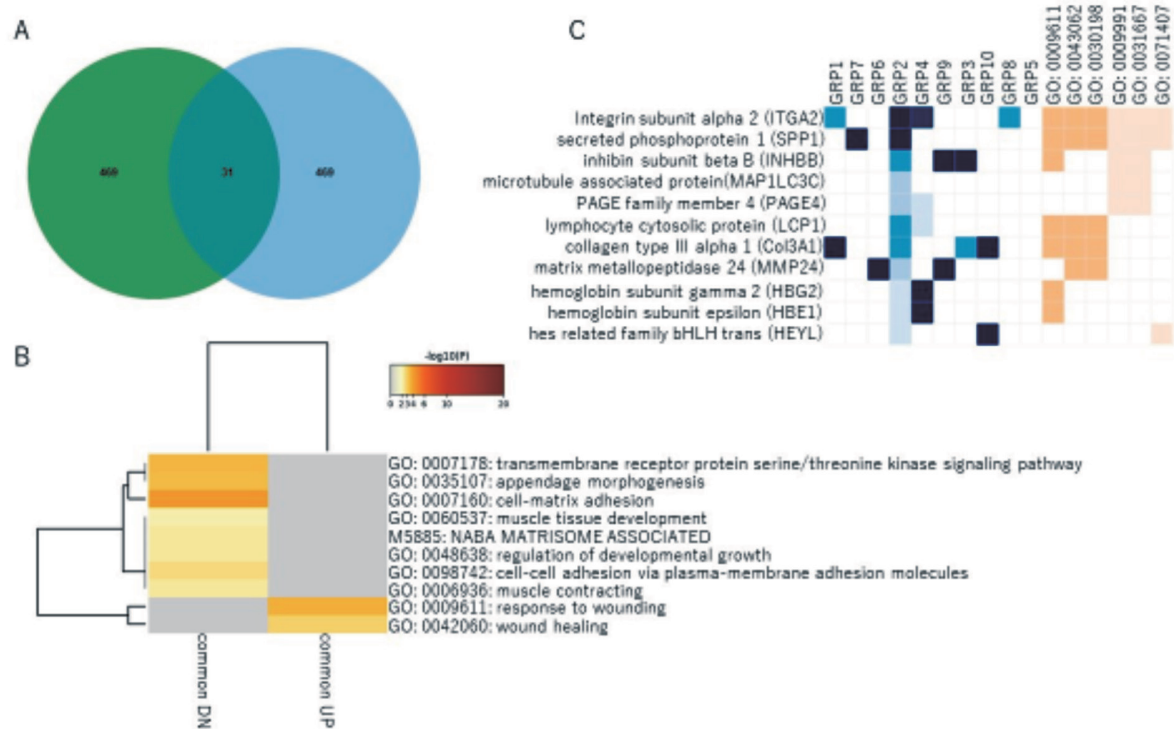 A
469
31
469
C
GRP1
GRP7
GRP6
GRP2
GRP4
GRP9
GRP3
GRP10
GRP8
GRP5
GO: 0009611
GO: 0043062
GO: 0030198
GO: 0009991
GO: 0031667
GO: 0071407
Integrin subunit alpha 2 (ITGA2)
secreted phosphoprotein 1 (SPP1)
inhibin subunit beta B (INHBB)
microtubule associated protein(MAP1LC3C)
PAGE family member 4 (PAGE4)
lymphocyte cytosolic protein (LCP1)
collagen type III alpha 1 (Col3A1)
matrix metallopeptidase 24 (MMP24)
hemoglobin subunit gamma 2 (HBG2)
hemoglobin subunit epsilon (HBE1)
hes related family bHLH trans (HEYL)
B
-log10(P)
0 2 3 4 6 10 20
GO: 0007178: transmembrane receptor protein serine/threonine kinase signaling pathway
GO: 0035107: appendage morphogenesis
GO: 0007160: cell-matrix adhesion
GO: 0060537: muscle tissue development
M5885: NABA MATRISOME ASSOCIATED
GO: 0048638: regulation of developmental growth
GO: 0098742: cell-cell adhesion via plasma-membrane adhesion molecules
GO: 0006936: muscle contracting
GO: 0009611: response to wounding
GO: 0042060: wound healing
common DN
common UP